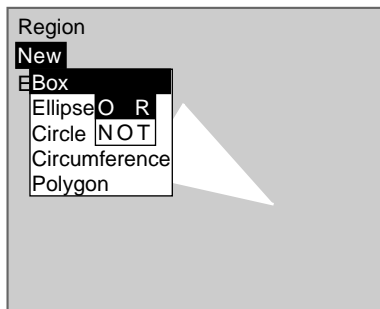 Region
New
E
Box
Ellipse
O R
Circle
NOT
Circumference
Polygon